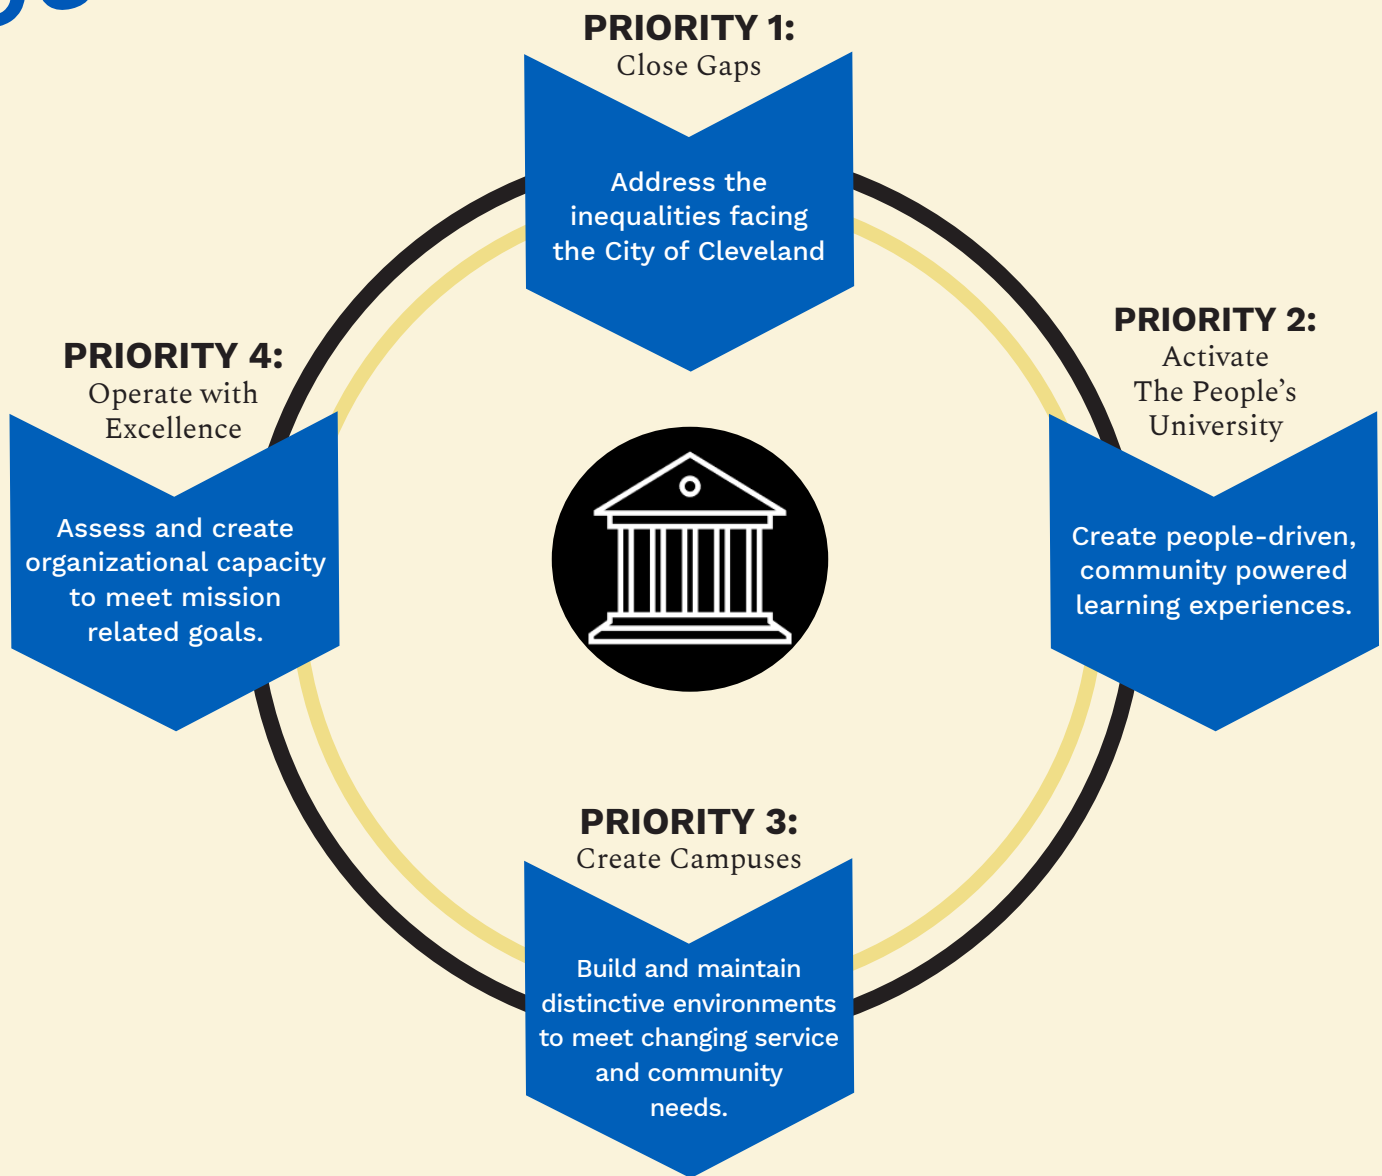 PRIORITY 1:
Close Gaps
Address the
inequalities facing
the City of Cleveland
PRIORITY 2:
Activate
The People’s
University
Create people-driven,
community powered
learning experiences.
PRIORITY 3:
Create Campuses
Build and maintain
distinctive environments
to meet changing service
and community
needs.
PRIORITY 4:
Operate with
Excellence
Assess and create
organizational capacity
to meet mission
related goals.